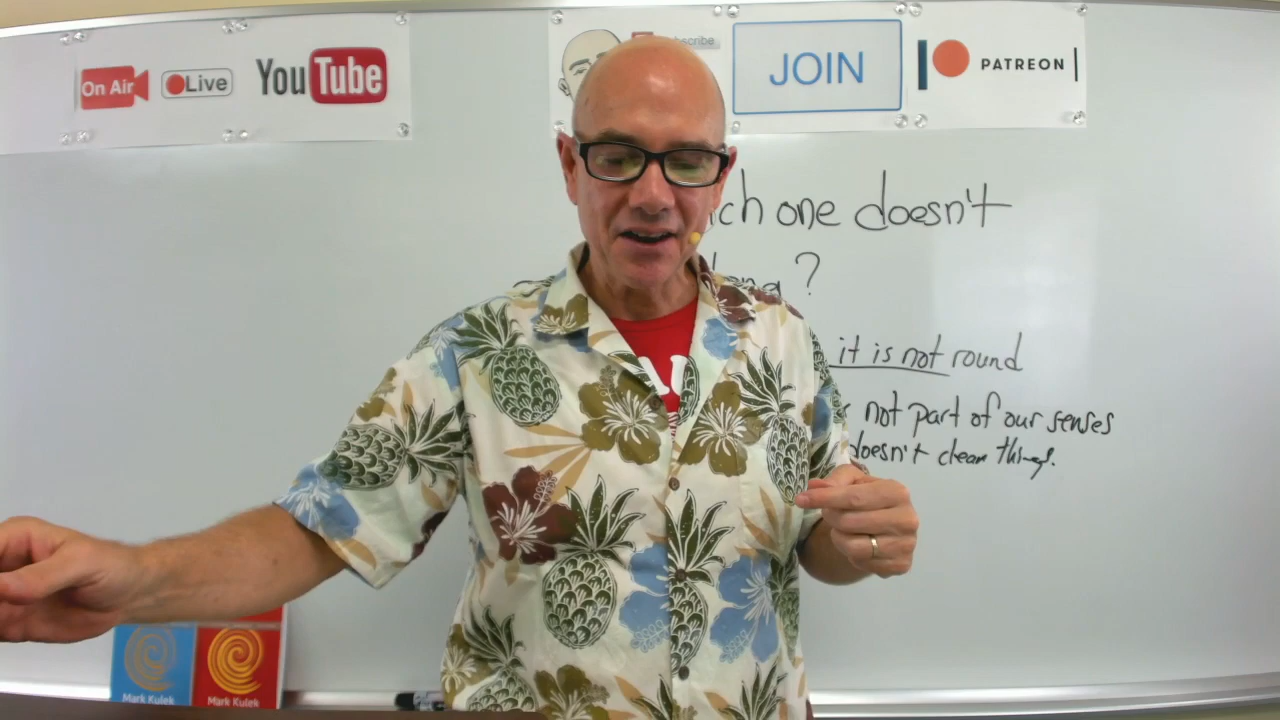 On Air
Live
YouTube
JOIN
PATREON
one doesn't
?
it is not round
not part of our senses
doesn't clean things.
Mark Kulek
Mark Kulek